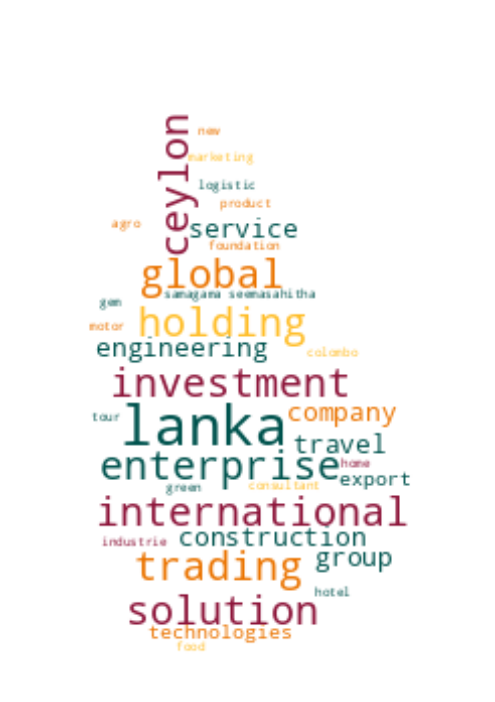 ceylon
new
marketing
logistic
product
agro
service
foundation
global
samagama seemasahitha
gem
holding
motor
engineering
colombo
investment
company
tour
lanka
travel
enterprise
home
export
green
consultant
international
industrie
construction
group
trading
hotel
solution
technologies
food